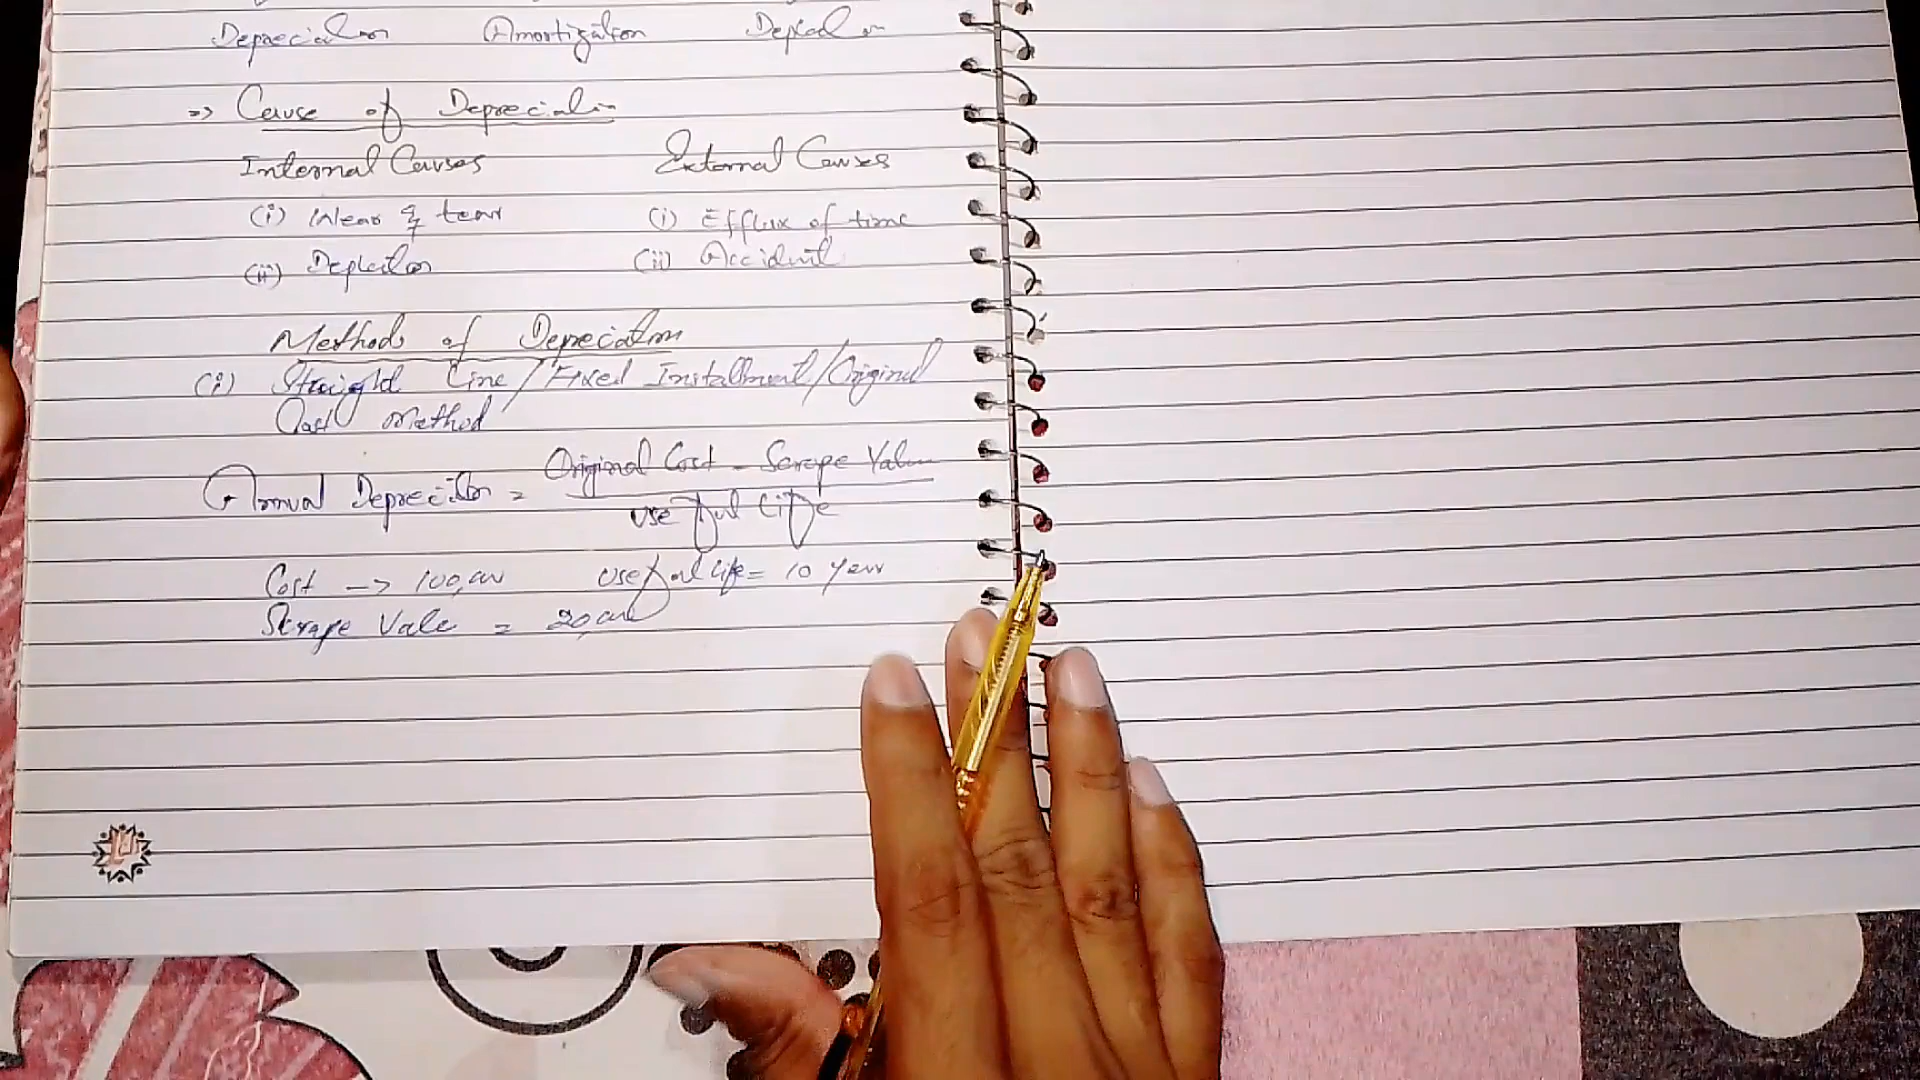 Depreciation Amortization Depletion
=> Cause of Depreciation
Internal Causes External Causes
(i) Wear & tear (i) Efflux of time
(ii) Depletion (ii) Accident
Methods of Depreciation
(i) Straight Line / Fixed Installment / Original
Cost Method
Annual Depreciation = Original Cost - Scrape Value
Useful Life
Cost -> 100,000 Useful life = 10 year
Scrape Vale = 20,000